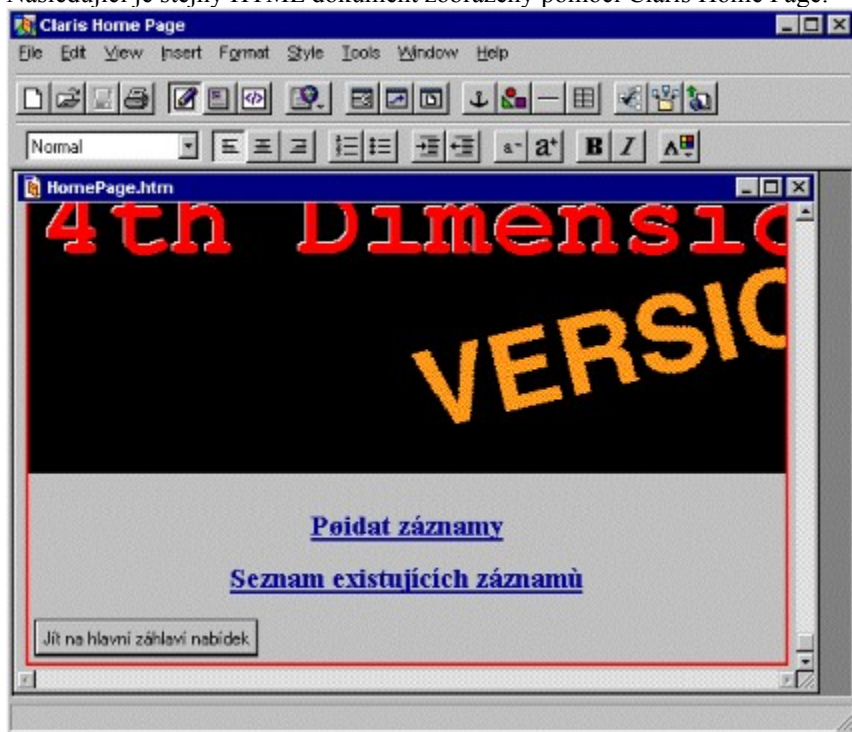 Následující je stejný HTML dokument zobrazený pomocí Claris Home Page:
Claris Home Page
File Edit View Insert Format Style Tools Window Help
Normal
a- a+ B I A
HomePage.htm
4th Dimensio
VERSIO
Pøidat záznamy
Seznam existujících záznamù
Jít na hlavní záhlaví nabídek